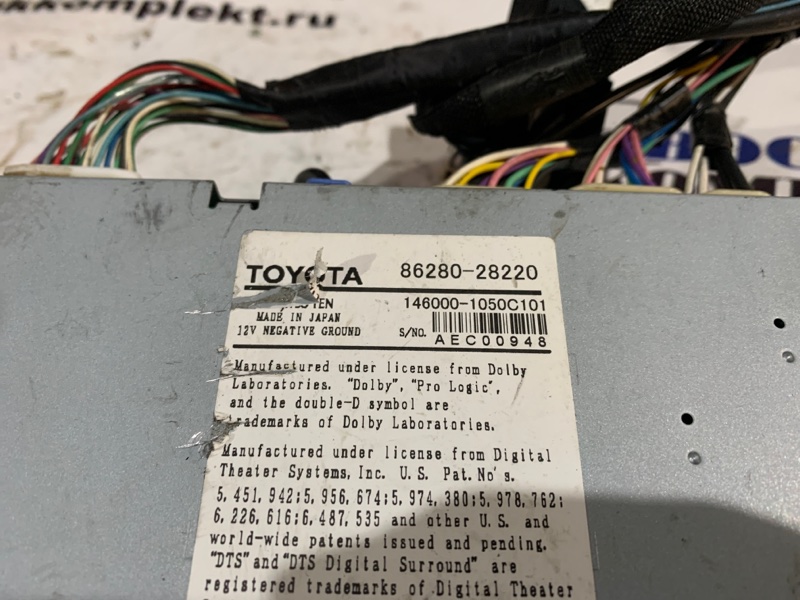 komplekt.ru
TOYOTA 86280-28220
TEN 146000-1050C101
MADE IN JAPAN
12V NEGATIVE GROUND S/NO. AEC00948
Manufactured under license from Dolby
Laboratories. "Dolby", "Pro Logic",
and the double-D symbol are
trademarks of Dolby Laboratories.
Manufactured under license from Digital
Theater Systems, Inc. U.S. Pat. No's.
5,451,942;5,956,674;5,974,380;5,978,762;
6,226,616;6,487,535 and other U.S. and
world-wide patents issued and pending.
"DTS" and "DTS Digital Surround" are
registered trademarks of Digital Theater